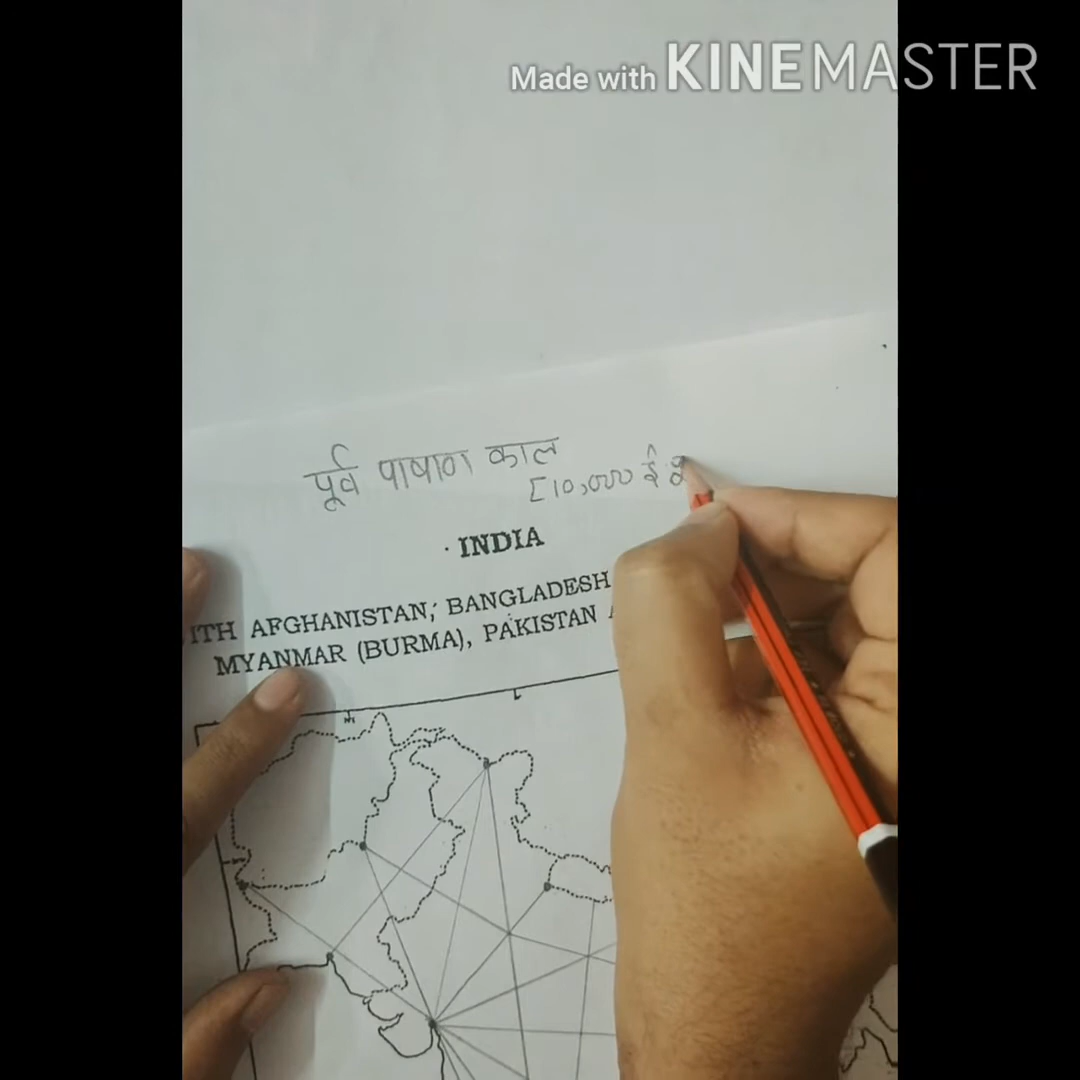 Made with KINEMASTER
पूर्व पाषाण काल
[10,000 ई
INDIA
ITH AFGHANISTAN; BANGLADESH
MYANMAR (BURMA), PAKISTAN